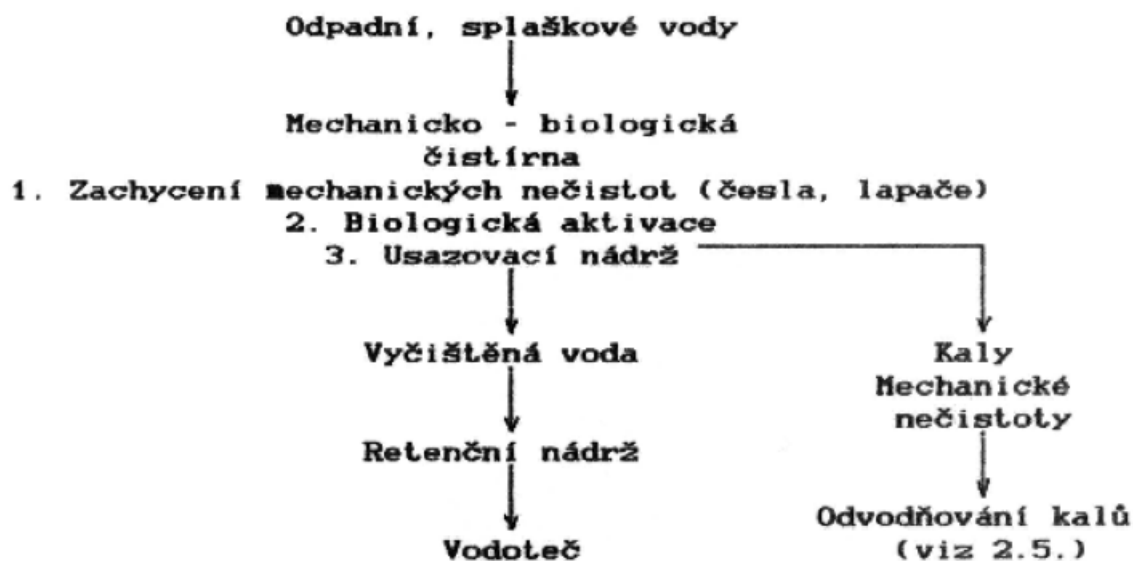 Odpadní, splaškové vody
Mechanicko - biologická
čistírna
1. Zachycení mechanických nečistot (česla, lapače)
2. Biologická aktivace
3. Usazovací nádrž
Vyčištěná voda
Retenční nádrž
Vodoteč
Kaly
Mechanické
nečistoty
Odvodňování kalů
(viz 2.5.)